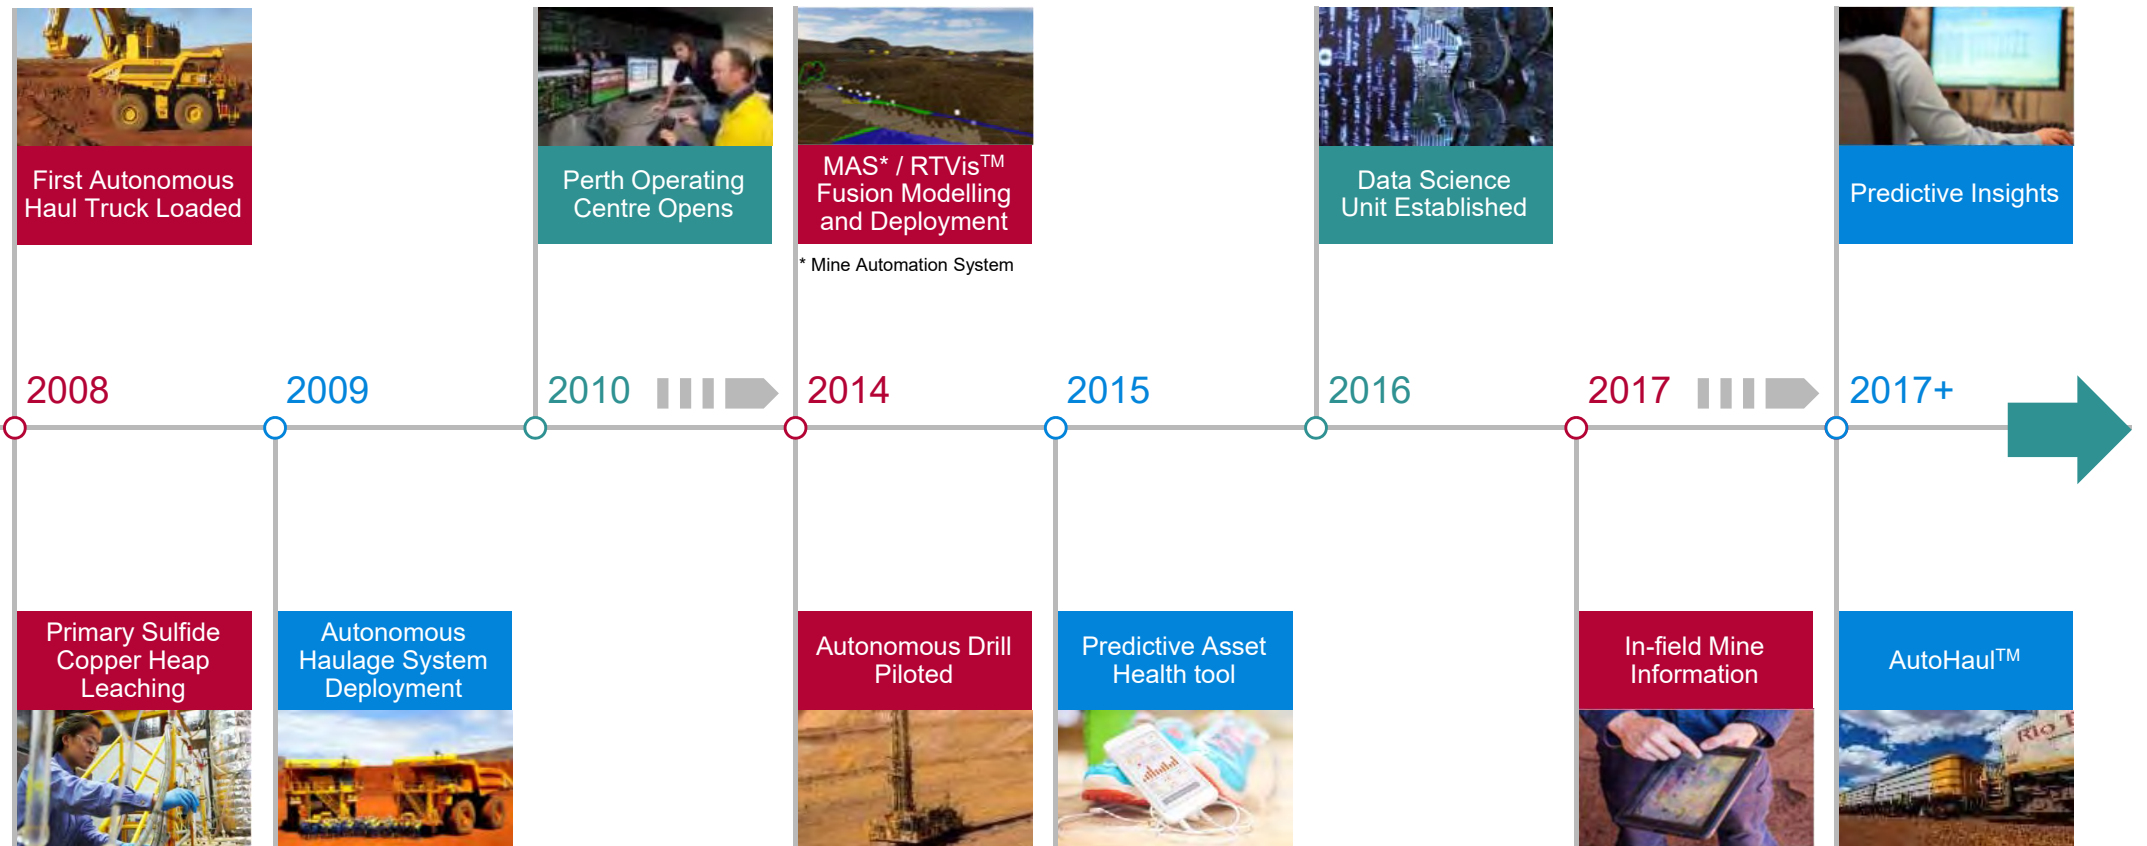 First Autonomous
Haul Truck Loaded
Perth Operating
Centre Opens
MAS* / RTVis™
Fusion Modelling
and Deployment
* Mine Automation System
Data Science
Unit Established
Predictive Insights
2008
2009
2010
2014
2015
2016
2017
2017+
Primary Sulfide
Copper Heap
Leaching
Autonomous
Haulage System
Deployment
Autonomous Drill
Piloted
Predictive Asset
Health tool
In-field Mine
Information
AutoHaul™